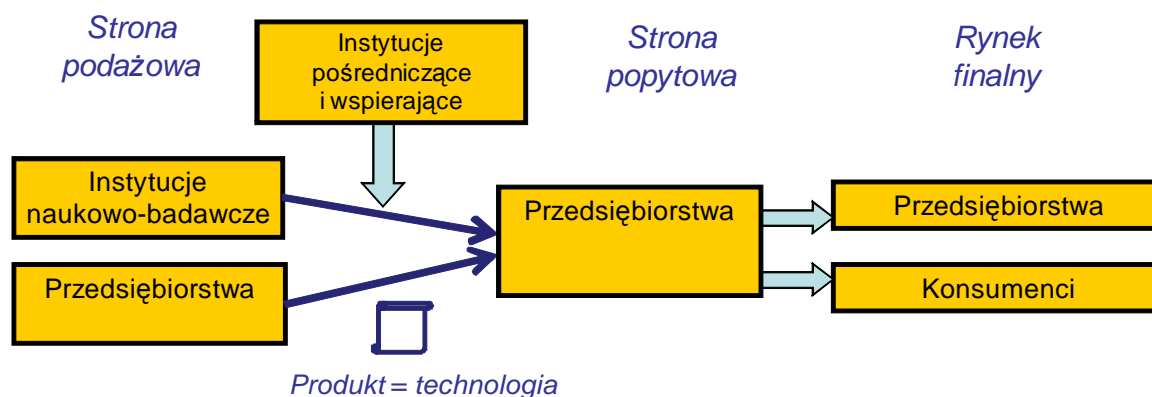 Strona
podażowa
Instytucje
pośredniczące
i wspierające
Strona
popytowa
Rynek
finalny
Instytucje
naukowo-badawcze
Przedsiębiorstwa
Przedsiębiorstwa
Przedsiębiorstwa
Konsumenci
Produkt = technologia